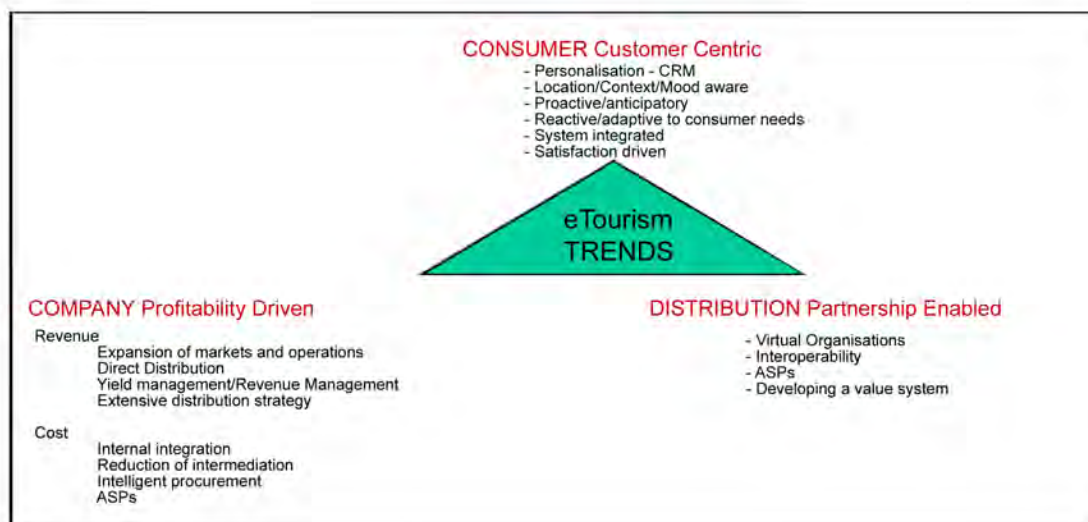 CONSUMER Customer Centric
- Personalisation - CRM
- Location/Context/Mood aware
- Proactive/anticipatory
- Reactive/adaptive to consumer needs
- System integrated
- Satisfaction driven
eTourism
TRENDS
COMPANY Profitability Driven
Revenue
Expansion of markets and operations
Direct Distribution
Yield management/Revenue Management
Extensive distribution strategy
Cost
Internal integration
Reduction of intermediation
Intelligent procurement
ASPs
DISTRIBUTION Partnership Enabled
- Virtual Organisations
- Interoperability
- ASPs
- Developing a value system